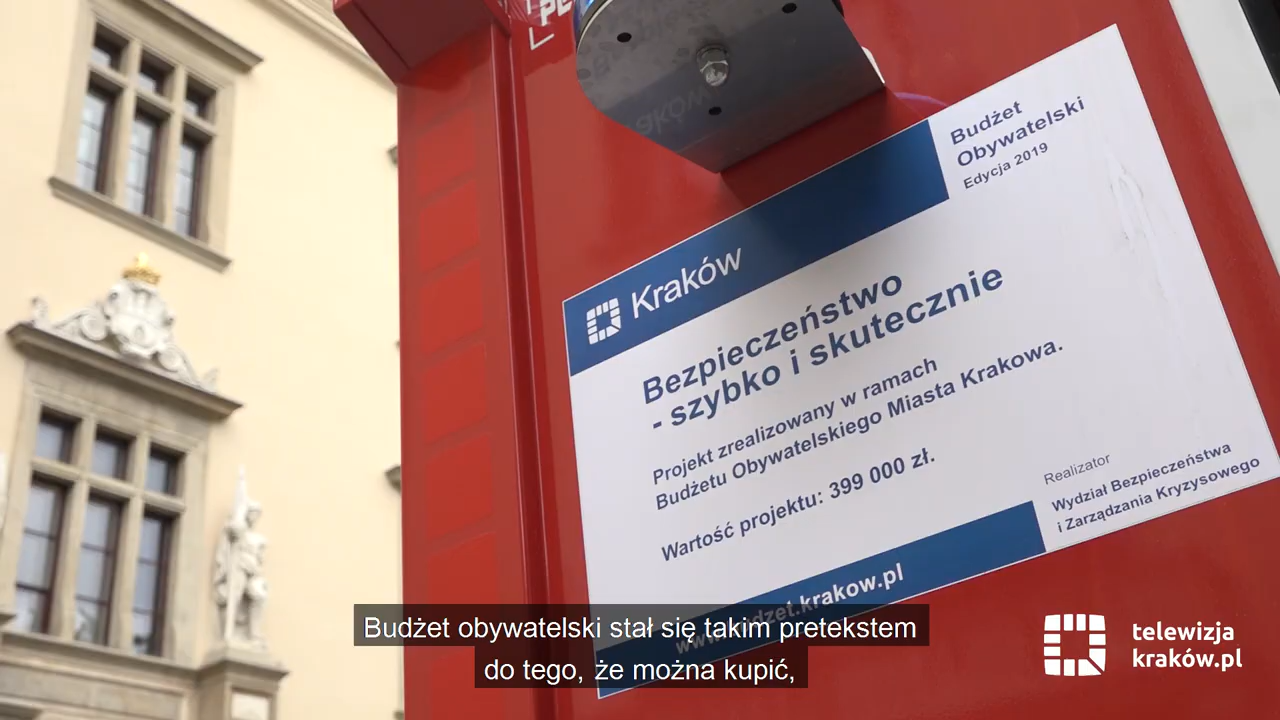 Budżet
Obywatelski
Edycja 2019
Kraków
Bezpieczeństwo
- szybko i skutecznie
Projekt zrealizowany w ramach
Budżetu Obywatelskiego Miasta Krakowa.
Wartość projektu: 399 000 zł.
Realizator
Wydział Bezpieczeństwa
i Zarządzania Kryzysowego
www.budzet.krakow.pl
Budżet obywatelski stał się takim pretekstem
do tego, że można kupić,
telewizja
kraków.pl